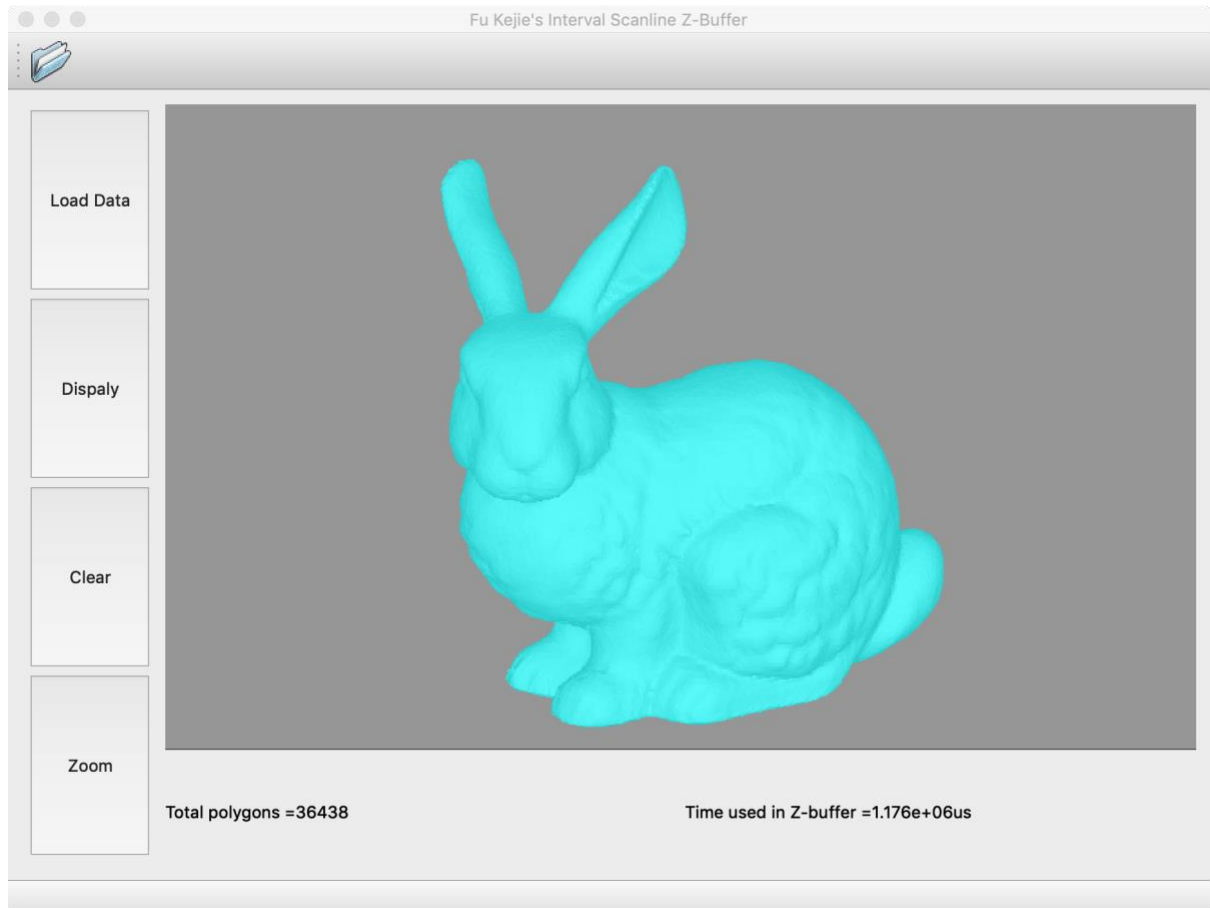 Fu Kejie's Interval Scanline Z-Buffer
Load Data
Dispaly
Clear
Zoom
Total polygons =36438
Time used in Z-buffer =1.176e+06us